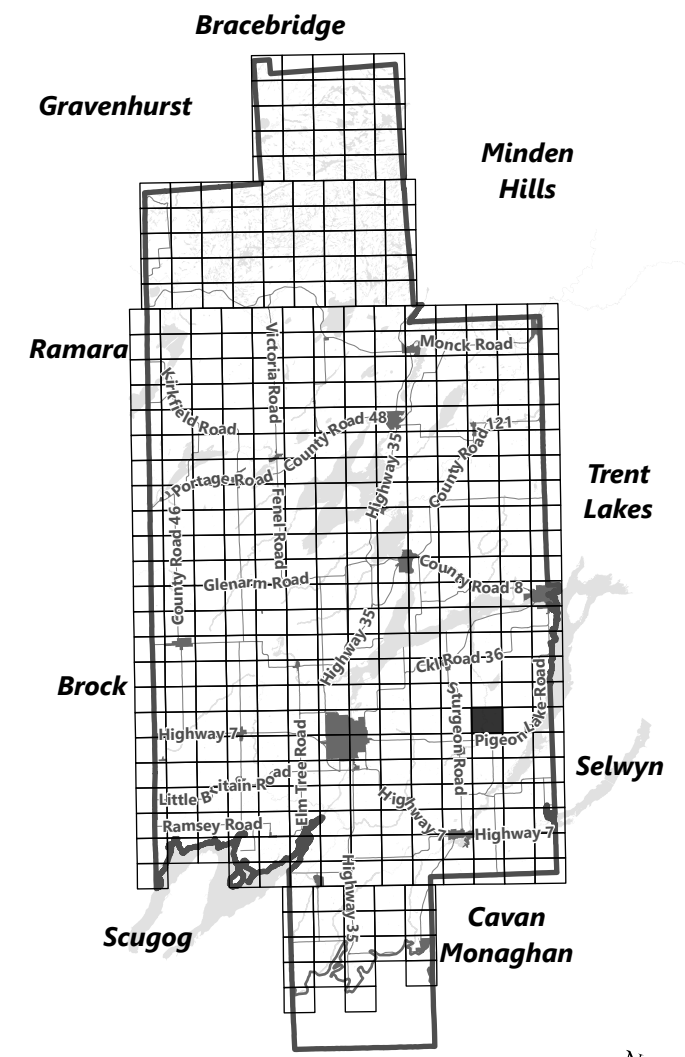 Bracebridge
Gravenhurst
Minden
Hills
Ramara
Victoria Road
Monck Road
Kirkfield Road
County Road 48
Highway 35
County Road 121
Portage Road
Trent
Lakes
Fenel Road
County Road 46
Glenarm Road
County Road 8
Highway 35
Ckl Road 36
Brock
Sturgeon Road
Pigeon Lake Road
Highway 7
Elm Tree Road
Selwyn
Little Britain Road
Highway 7
Highway 7
Ramsey Road
Highway 35
Scugog
Cavan
Monaghan
N